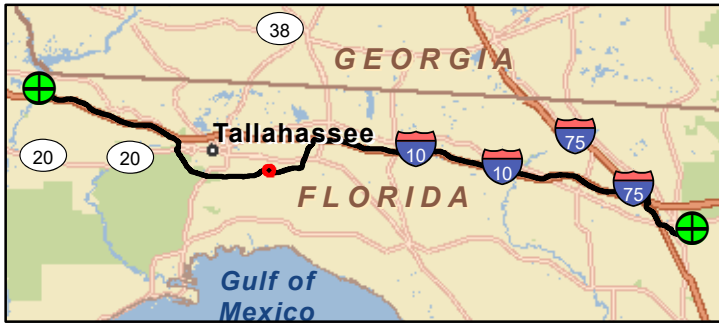 38
GEORGIA
Tallahassee
75
10
20
20
10
75
FLORIDA
Gulf of
Mexico